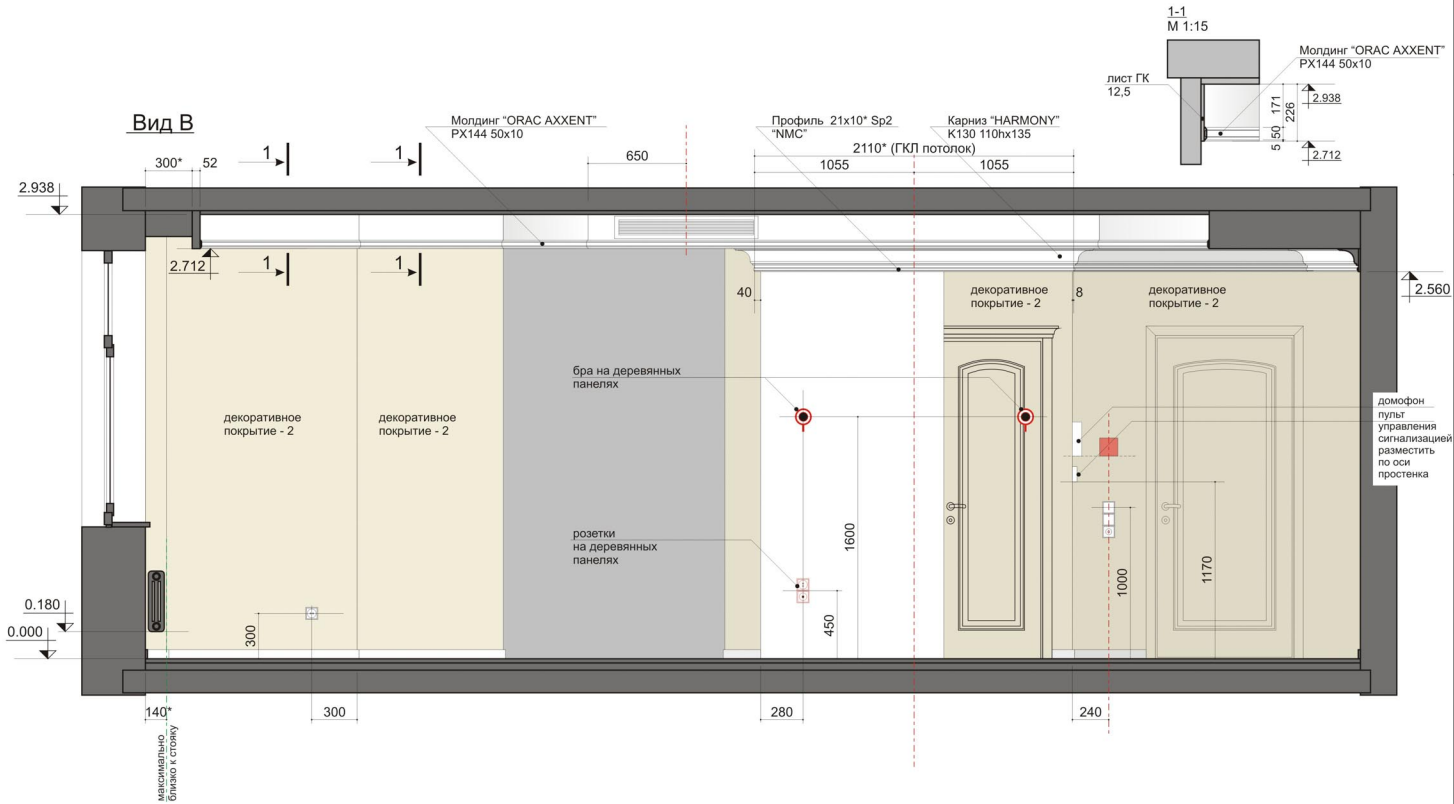 1-1
М 1:15
Молдинг “ORAC AXXENT”
PX144 50x10
лист ГК
12,5
171
226
50
5
2.938
2.712
Вид В
Молдинг “ORAC AXXENT”
PX144 50x10
Профиль 21x10* Sp2
“NMC”
Карниз “HARMONY”
K130 110hx135
300*
52
1
1
650
2110* (ГКЛ потолок)
1055
1055
2.938
2.712
1
1
2.560
40
8
декоративное
покрытие - 2
декоративное
покрытие - 2
бра на деревянных
панелях
декоративное
покрытие - 2
декоративное
покрытие - 2
домофон
пульт
управления
сигнализацией
разместить
по оси
простенка
розетки
на деревянных
панелях
1600
1000
1170
450
300
0.180
0.000
140*
300
280
240
максимально
близко к стояку